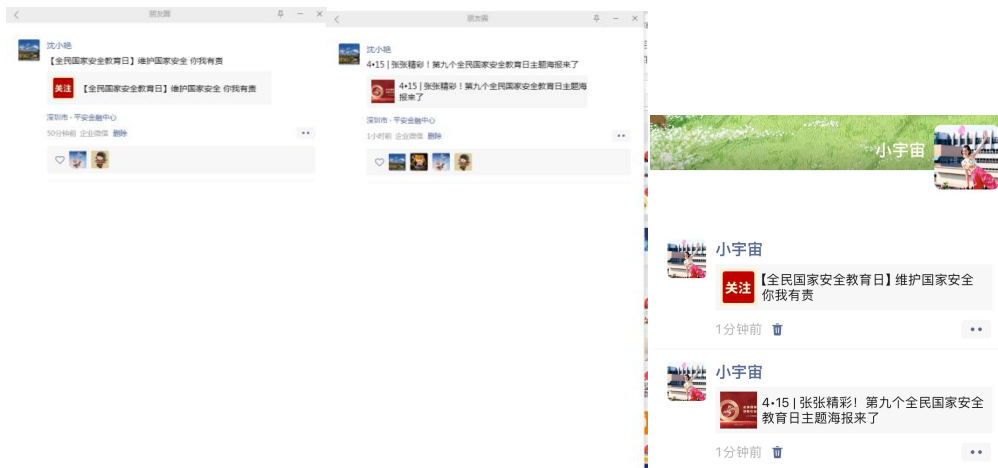 朋友圈
沈小艳
【全民国家安全教育日】维护国家安全 你我有责
关注
【全民国家安全教育日】维护国家安全 你我有责
深圳市·平安金融中心
50分钟前 企业微信 删除
朋友圈
沈小艳
4•15 | 张张精彩！第九个全民国家安全教育日主题海报来了
4•15 | 张张精彩！第九个全民国家安全教育日主题海
报来了
深圳市·平安金融中心
1小时前 企业微信 删除
小宇宙
小宇宙
关注
【全民国家安全教育日】维护国家安全
你我有责
1分钟前
小宇宙
4•15 | 张张精彩！第九个全民国家安全
教育日主题海报来了
1分钟前